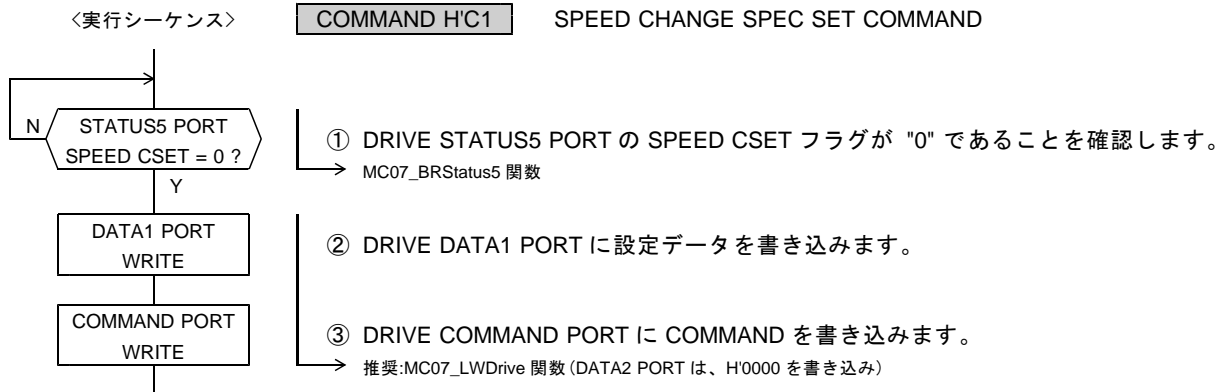 〈実行シーケンス〉 COMMAND H'C1 SPEED CHANGE SPEC SET COMMAND
N
STATUS5 PORT
SPEED CSET = 0 ?
Y
① DRIVE STATUS5 PORT の SPEED CSET フラグが "0" であることを確認します。
MC07_BRStatus5 関数
DATA1 PORT
WRITE
② DRIVE DATA1 PORT に設定データを書き込みます。
COMMAND PORT
WRITE
③ DRIVE COMMAND PORT に COMMAND を書き込みます。
推奨:MC07_LWDrive 関数(DATA2 PORT は、H'0000 を書き込み)